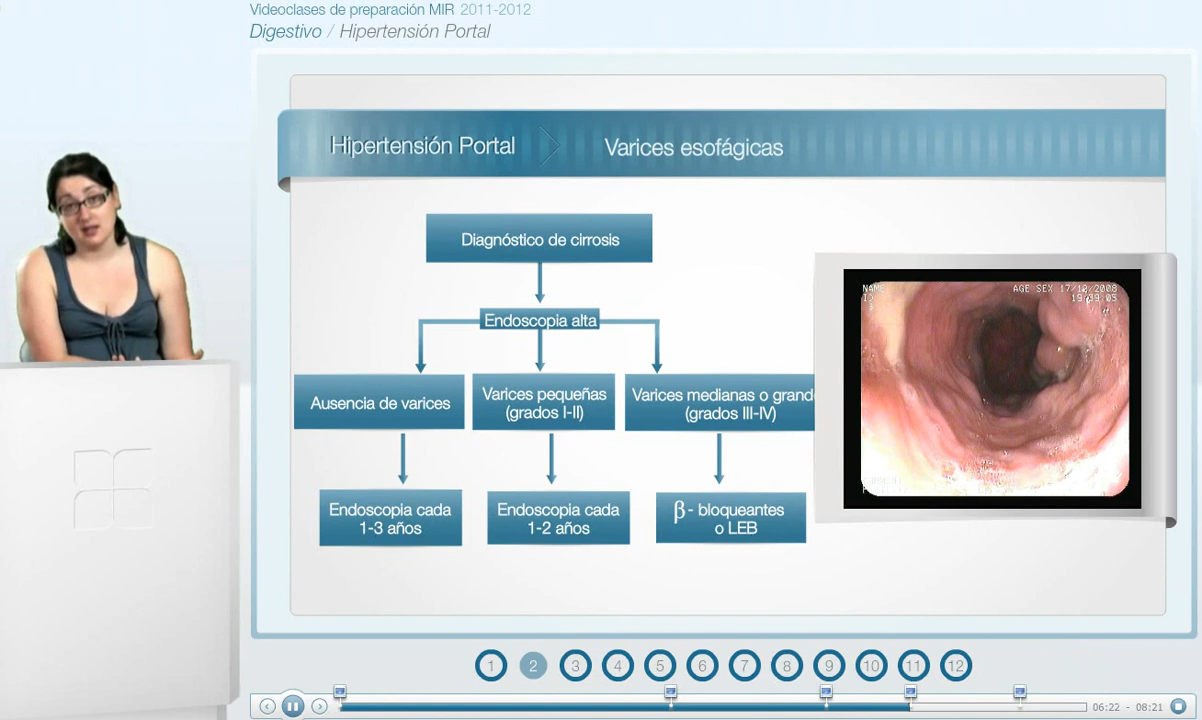 Videoclases de preparación MIR 2011-2012
Digestivo / Hipertensión Portal
Hipertensión Portal
Varices esofágicas
Diagnóstico de cirrosis
Endoscopia alta
Ausencia de varices
Varices pequeñas
(grados I-II)
Varices medianas o grand
(grados III-IV)
Endoscopia cada
1-3 años
Endoscopia cada
1-2 años
β- bloqueantes
o LEB
NAME
AGE SEX 17/12/2008
ID
3
1 2 3 4 5 6 7 8 9 10 11 12
06:22 - 08:21